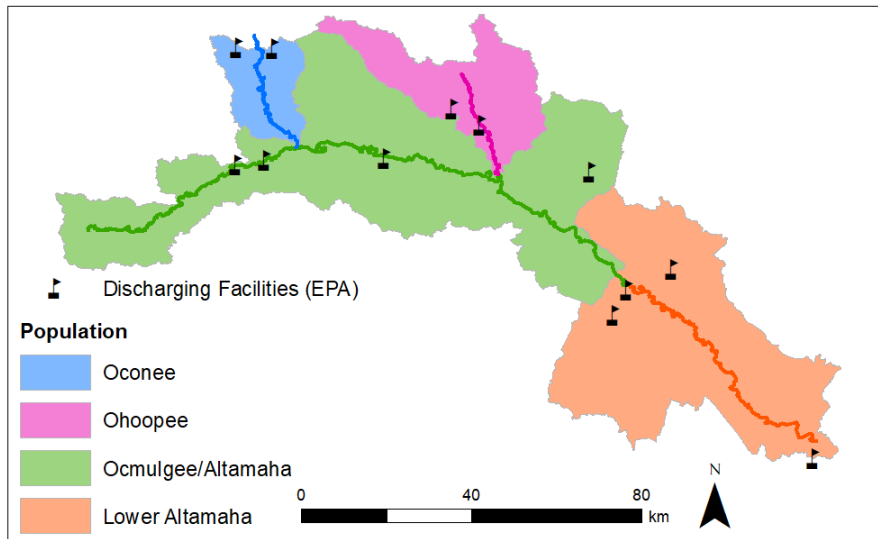 Discharging Facilities (EPA)
Population
Oconee
Ohoopee
Ocmulgee/Altamaha
Lower Altamaha
0 40 80
km
N